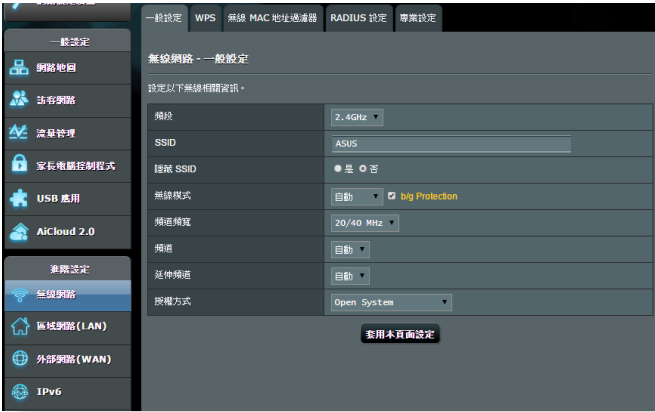 一般設定
網路地圖
訪客網路
流量管理
家長電腦控制程式
USB 應用
AiCloud 2.0
進階設定
無線網路
區域網路(LAN)
外部網路(WAN)
IPv6
一般設定 WPS 無線 MAC 地址過濾器 RADIUS 設定 專業設定
無線網路 - 一般設定
設定以下無線相關資訊。
頻段 2.4GHz
SSID ASUS
隱藏 SSID 是 否
無線模式 自動 b/g Protection
頻道頻寬 20/40 MHz
頻道 自動
延伸頻道 自動
授權方式 Open System
套用本頁面設定